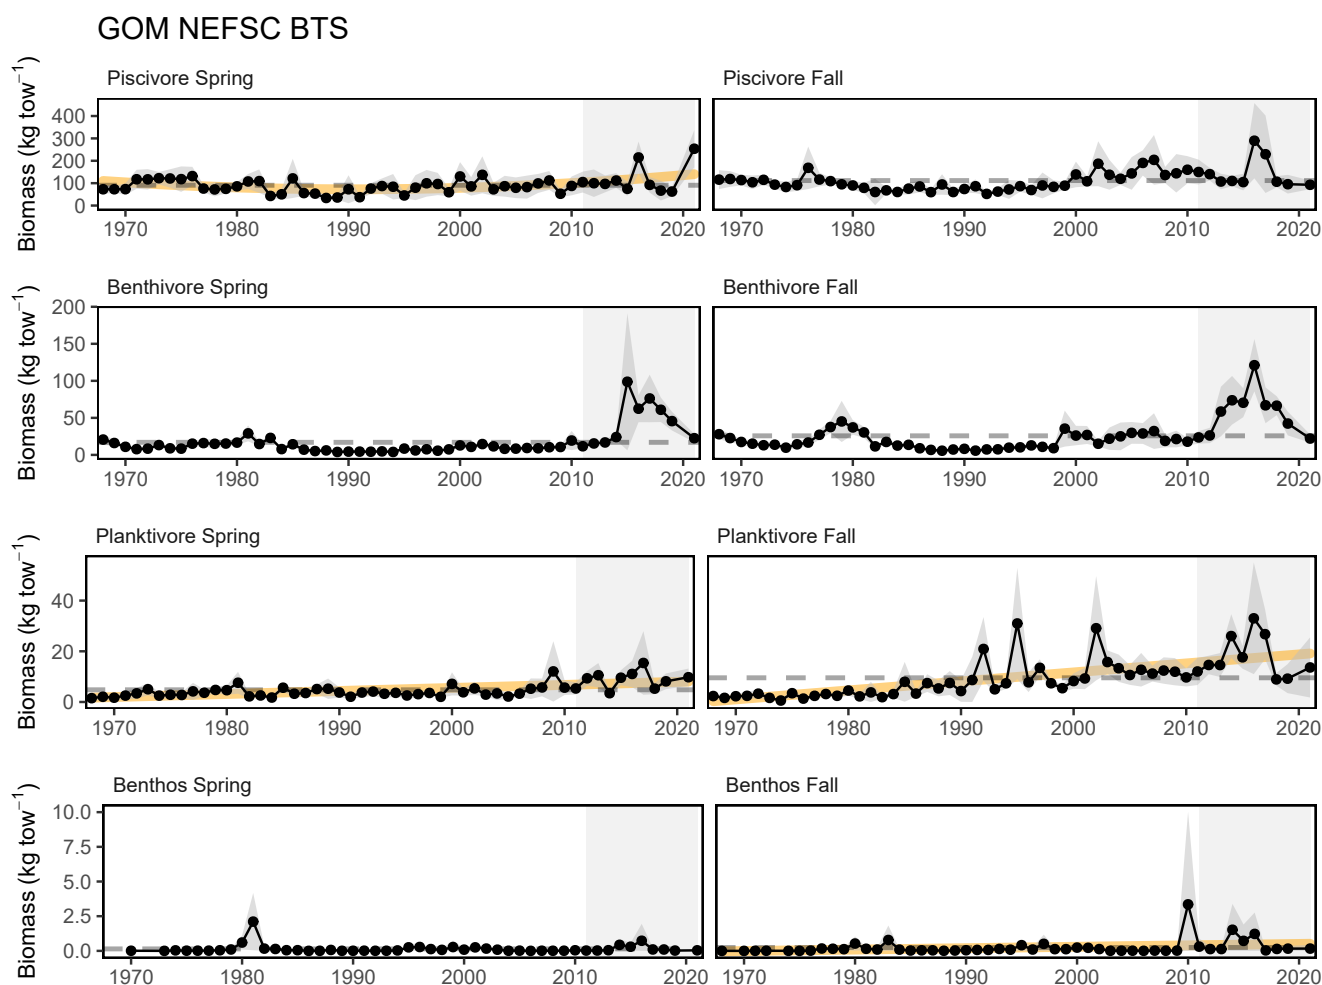 GOM NEFSC BTS
Piscivore Spring
Piscivore Fall
Biomass (kg tow⁻¹)
400
300
200
100
0
1970 1980 1990 2000 2010 2020
1970 1980 1990 2000 2010 2020
Benthivore Spring
Benthivore Fall
Biomass (kg tow⁻¹)
200
150
100
50
0
1970 1980 1990 2000 2010 2020
1970 1980 1990 2000 2010 2020
Planktivore Spring
Planktivore Fall
Biomass (kg tow⁻¹)
40
20
0
1970 1980 1990 2000 2010 2020
1970 1980 1990 2000 2010 2020
Benthos Spring
Benthos Fall
Biomass (kg tow⁻¹)
10.0
7.5
5.0
2.5
0.0
1970 1980 1990 2000 2010 2020
1970 1980 1990 2000 2010 2020